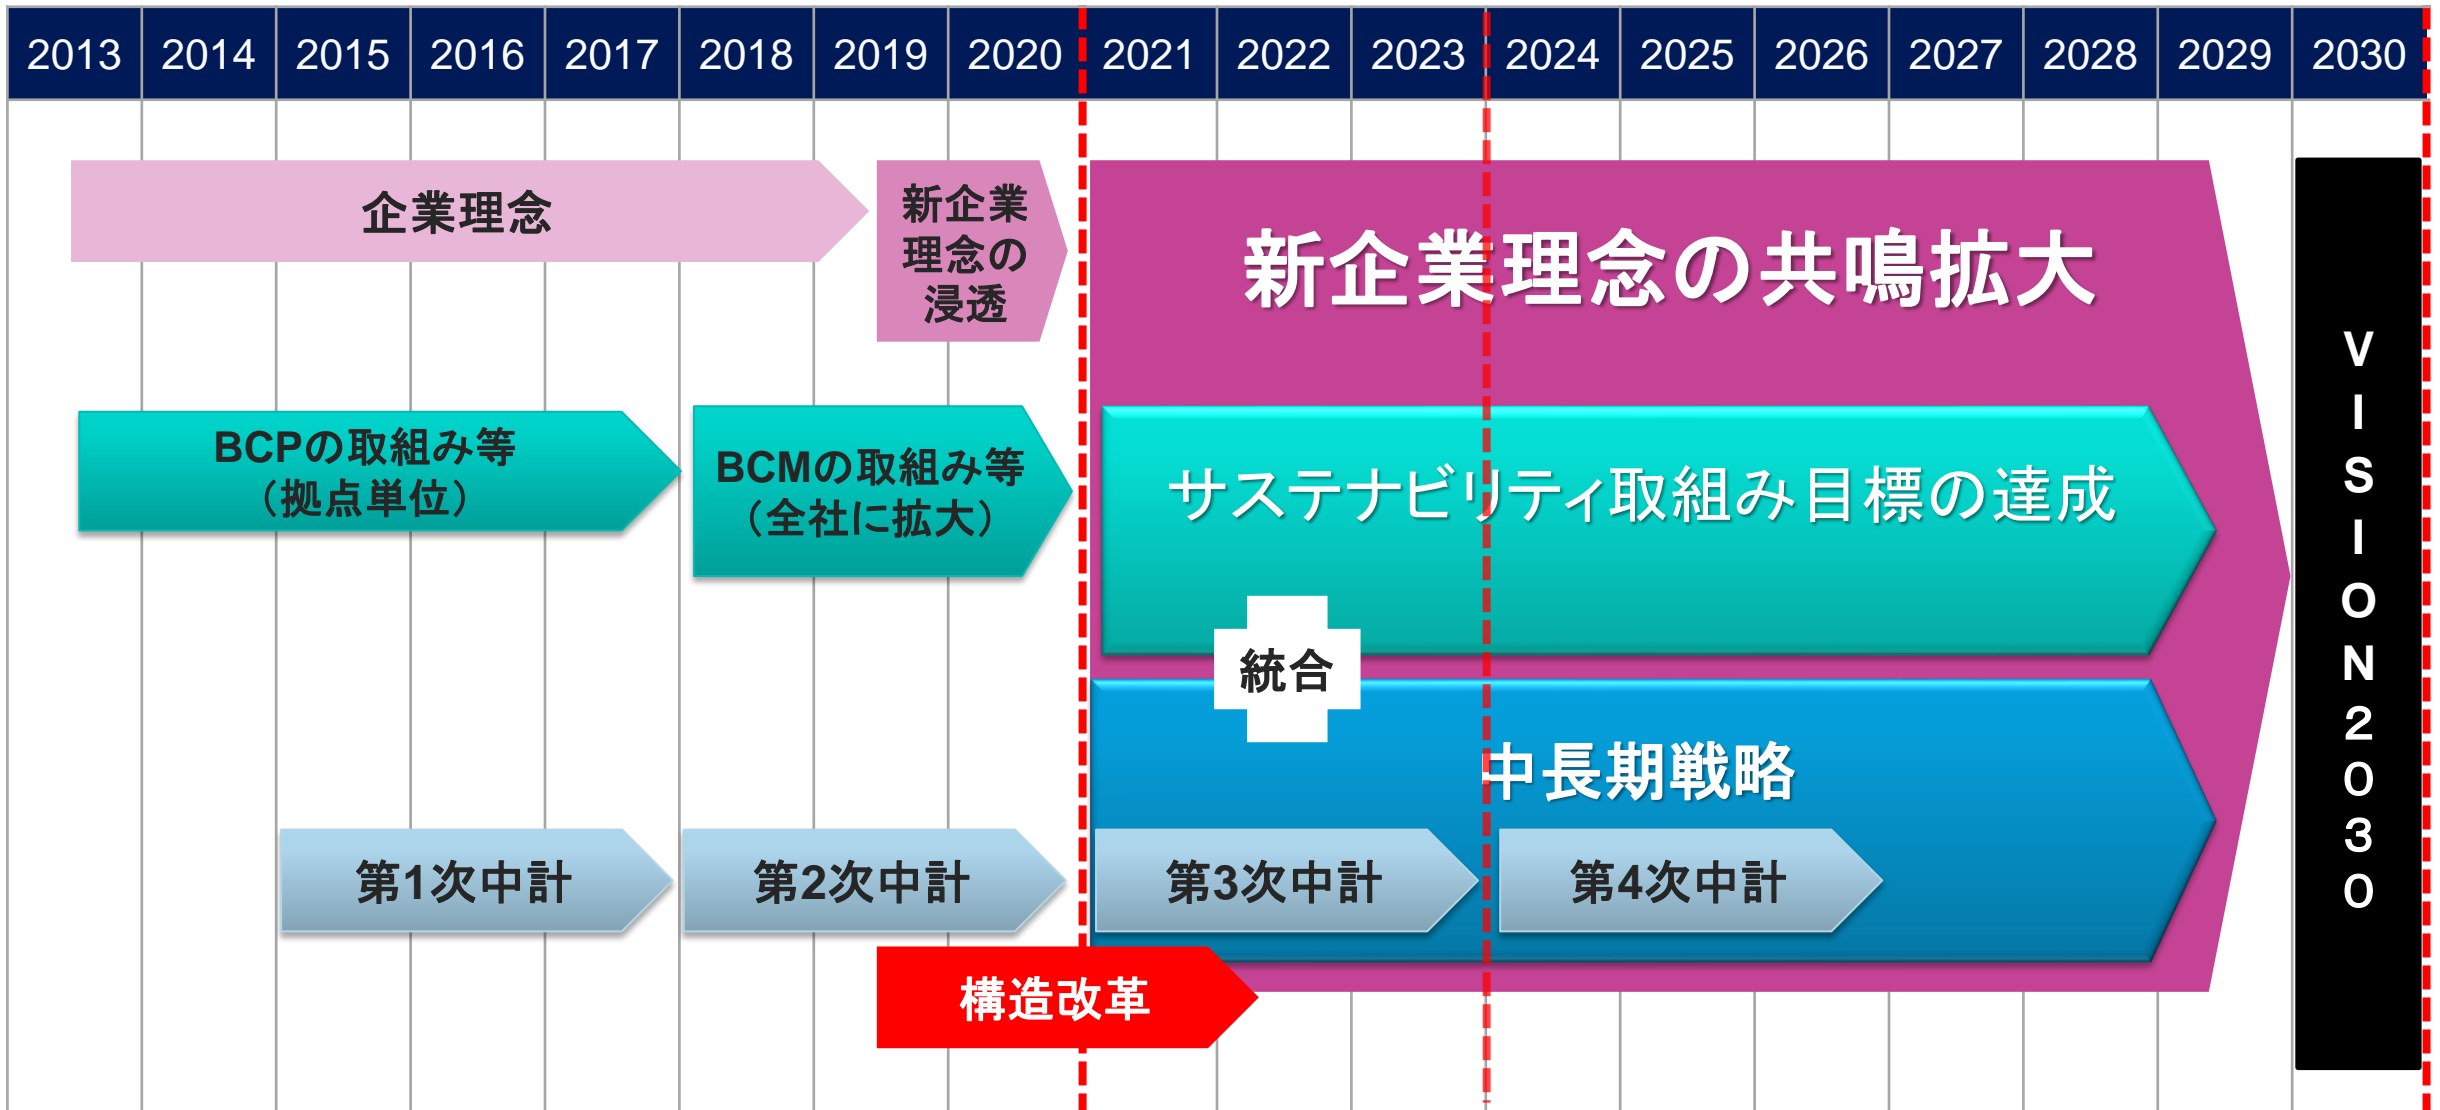 2013 2014 2015 2016 2017 2018 2019 2020 2021 2022 2023 2024 2025 2026 2027 2028 2029 2030
企業理念
新企業
理念の
浸透
新企業理念の共鳴拡大
BCPの取組み等
（拠点単位）
BCMの取組み等
（全社に拡大）
サステナビリティ取組み目標の達成
統合
中長期戦略
第1次中計
第2次中計
第3次中計
第4次中計
構造改革
VISION2030